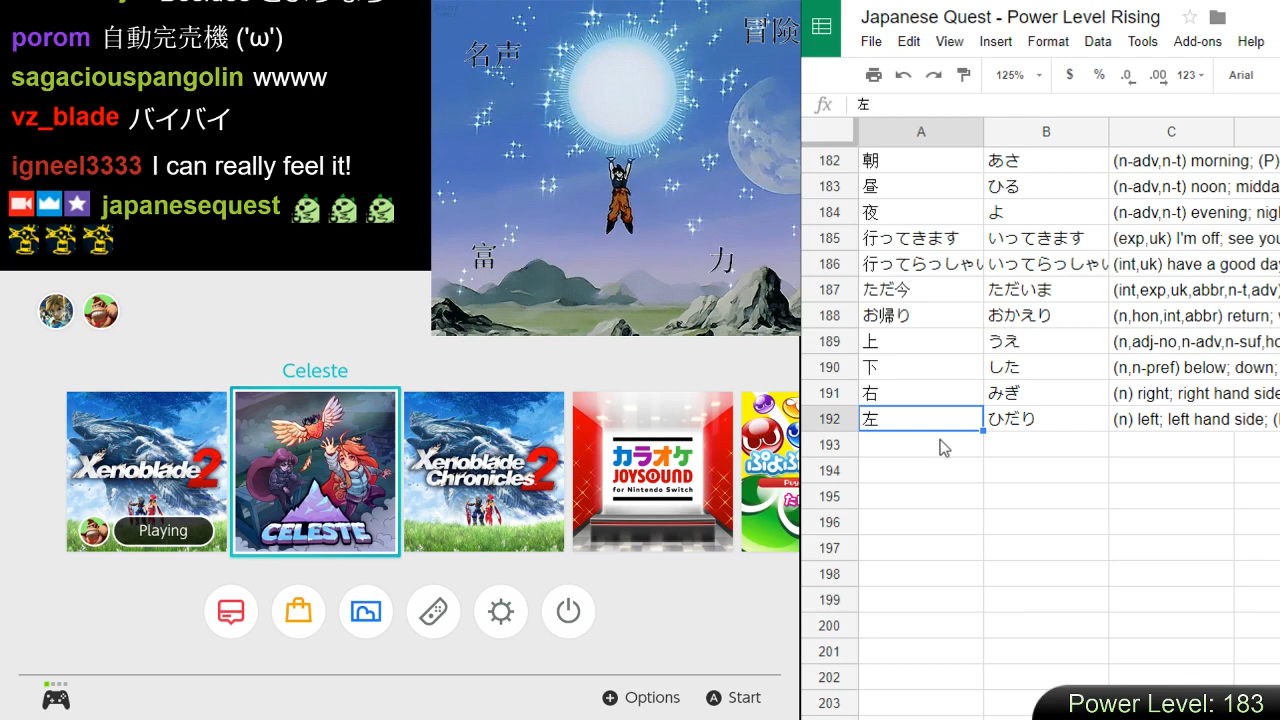 porom 自動完売機 ('ω')
sagaciouspangolin wwww
vz_blade バイバイ
igneel3333 I can really feel it!
japanesequest
名声
冒険
富
力
Celeste
Xenoblade 2
Playing
CELESTE
Xenoblade Chronicles 2
カラオケ
JOYSOUND
for Nintendo Switch
Options
Start
Japanese Quest - Power Level Rising
File Edit View Insert Format Data Tools Add-ons Help
125% $ % .0 .00 123 Arial
fx 左
A B C
182 朝 あさ (n-adv,n-t) morning; (P)
183 昼 ひる (n-adv,n-t) noon; midda
184 夜 よ (n-adv,n-t) evening; nig
185 行ってきます いってきます (exp,uk) I'm off; see you
186 行ってらっしゃい いってらっしゃい (int,uk) have a good day
187 ただ今 ただいま (int,exp,uk,abbr,n-t,adv)
188 お帰り おかえり (n,hon,int,abbr) return;
189 上 うえ (n,adj-no,n-adv,n-suf,ho
190 下 した (n,n-pref) below; down;
191 右 みぎ (n) right; right hand side
192 左 ひだり (n) left; left hand side;
193
194
195
196
197
198
199
200
201
202
203
Power Level: 183